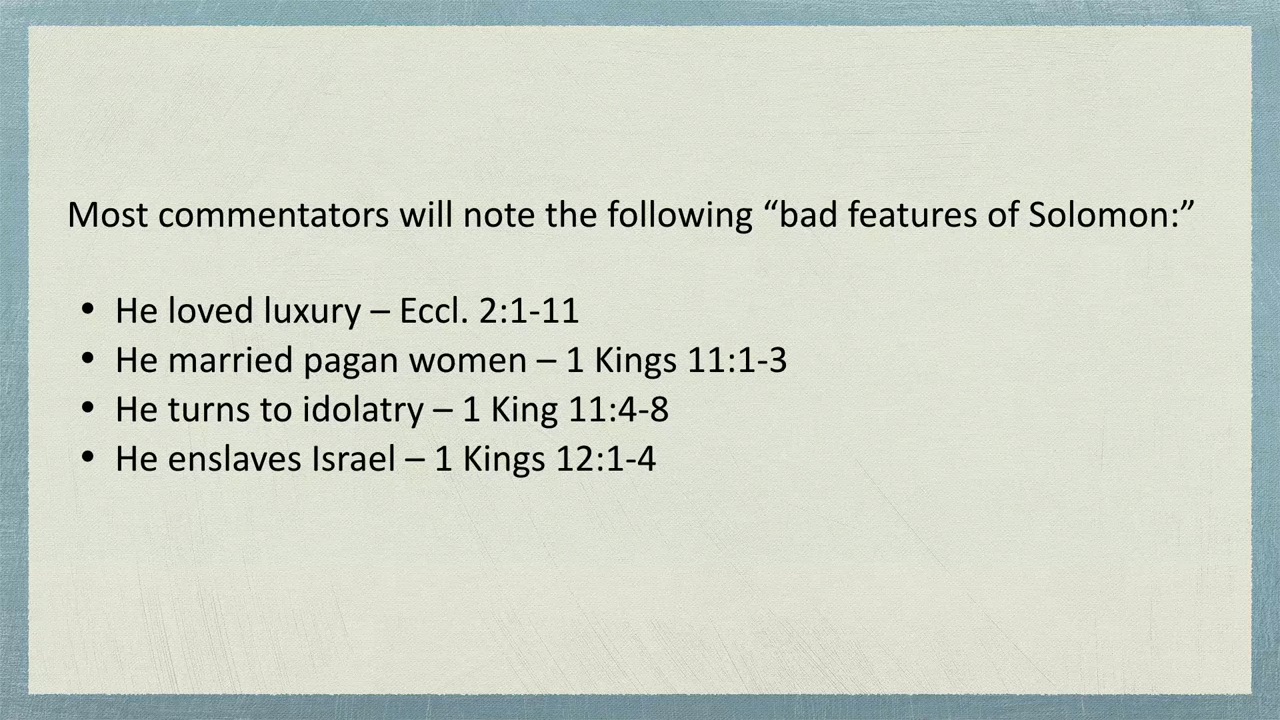 Most commentators will note the following “bad features of Solomon:”
• He loved luxury – Eccl. 2:1-11
• He married pagan women – 1 Kings 11:1-3
• He turns to idolatry – 1 King 11:4-8
• He enslaves Israel – 1 Kings 12:1-4